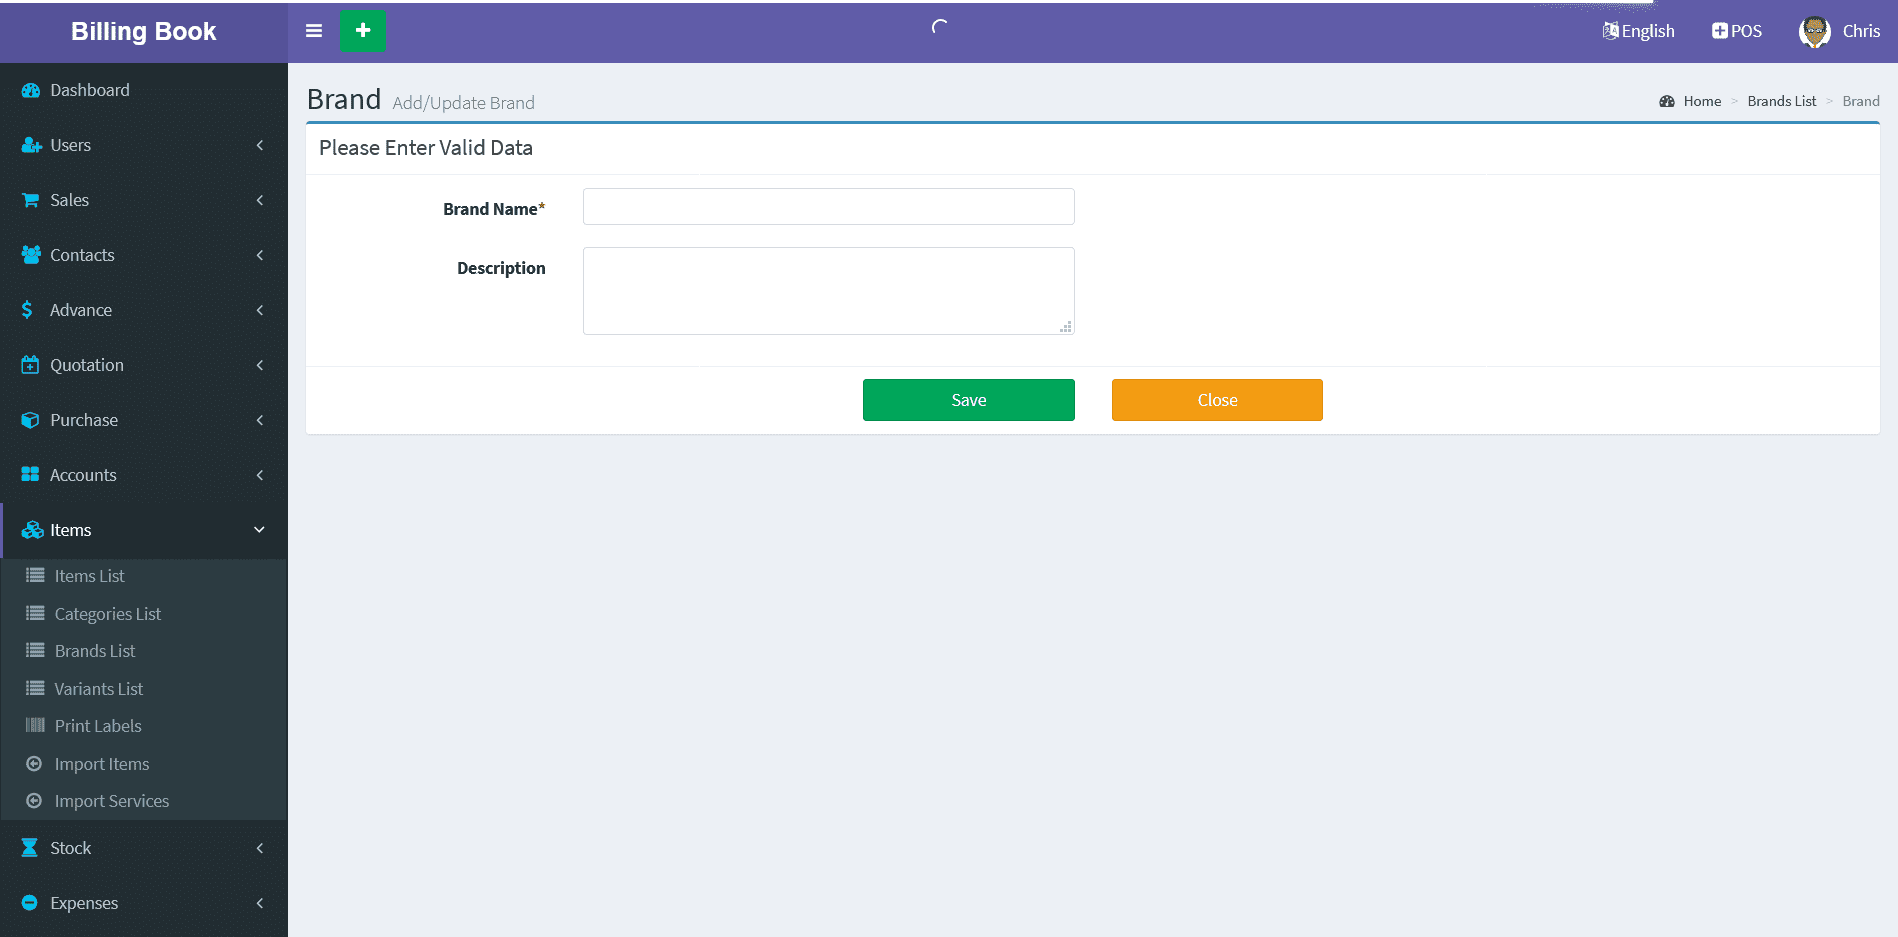 Billing Book
English
POS
Chris
Dashboard
Users
Sales
Contacts
Advance
Quotation
Purchase
Accounts
Items
Items List
Categories List
Brands List
Variants List
Print Labels
Import Items
Import Services
Stock
Expenses
Brand Add/Update Brand
Home > Brands List > Brand
Please Enter Valid Data
Brand Name*
Description
Save
Close